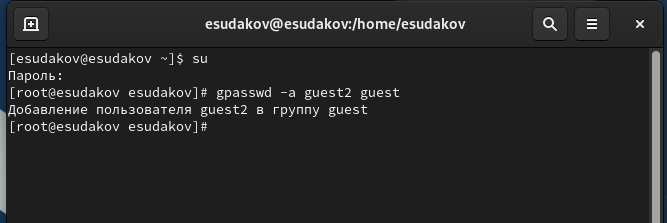 esudakov@esudakov:/home/esudakov
[esudakov@esudakov ~]$ su
Пароль:
[root@esudakov esudakov]# gpasswd -a guest2 guest
Добавление пользователя guest2 в группу guest
[root@esudakov esudakov]#